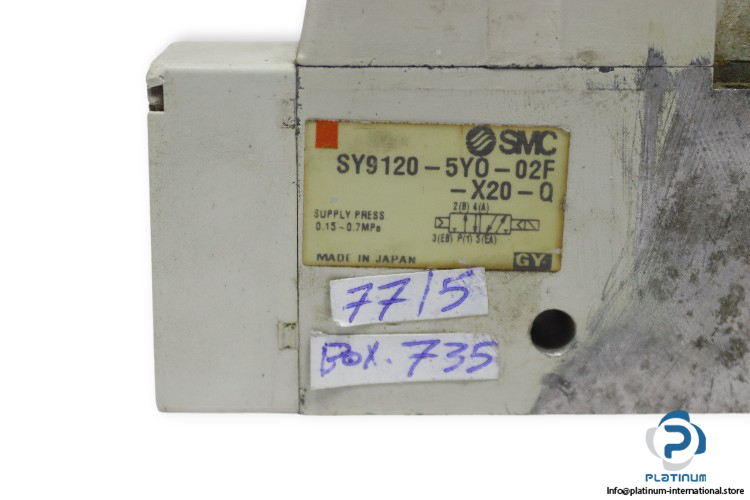 SMC
SY9120-5YO-02F
-X20-Q
SUPPLY PRESS
0.15~0.7MPa
2(B) 4(A)
3(EB) P(1) 5(EA)
MADE IN JAPAN
GY
77/5
Box. 735
PLATINUM
Info@platinum-international.store